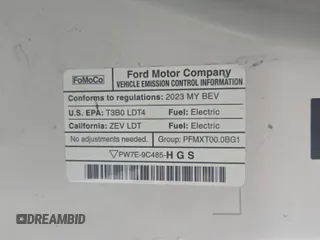 FoMoCo
Ford Motor Company
VEHICLE EMISSION CONTROL INFORMATION
Conforms to regulations: 2023 MY BEV
U.S. EPA: T3B0 LDT4 Fuel: Electric
California: ZEV LDT Fuel: Electric
No adjustments needed. Group: PFMXT00.0BG1
▽PW7E-9C485-H G S
DREAMBID